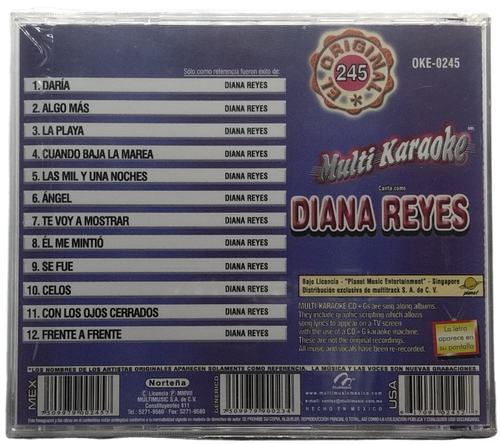 Sólo como referencia fueron éxito de:
1. DARÍA DIANA REYES
2. ALGO MÁS DIANA REYES
3. LA PLAYA DIANA REYES
4. CUANDO BAJA LA MAREA DIANA REYES
5. LAS MIL Y UNA NOCHES DIANA REYES
6. ÁNGEL DIANA REYES
7. TE VOY A MOSTRAR DIANA REYES
8. ÉL ME MINTIÓ DIANA REYES
9. SE FUE DIANA REYES
10. CELOS DIANA REYES
11. CON LOS OJOS CERRADOS DIANA REYES
12. FRENTE A FRENTE DIANA REYES
EL ORIGINAL
245
OKE-0245
Multi Karaoke
Canta como
DIANA REYES
Bajo Licencia - "Planet Music Entertainment" - Singapore
Distribución exclusiva de multitrack S. A. de C. V.
MULTI KARAOKE CD + Gs are sing along albums.
They include graphic scripting which allows
song lyrics to appear on a TV screen
with the use of a CD + G karaoke machine.
These are not the original recordings.
All music and vocals have been re-recorded.
La letra
aparece en
su pantalla
*LOS NOMBRES DE LOS ARTISTAS ORIGINALES APARECEN SOLAMENTE COMO REFERENCIA. LA MÚSICA Y LAS VOCES SON NUEVAS GRABACIONES.
MEX
Norteña
MULTIMUSIC S.A. de C.V.
GENERICO
www.multimusicmexico.com
HECHO EN MEXICO
USA